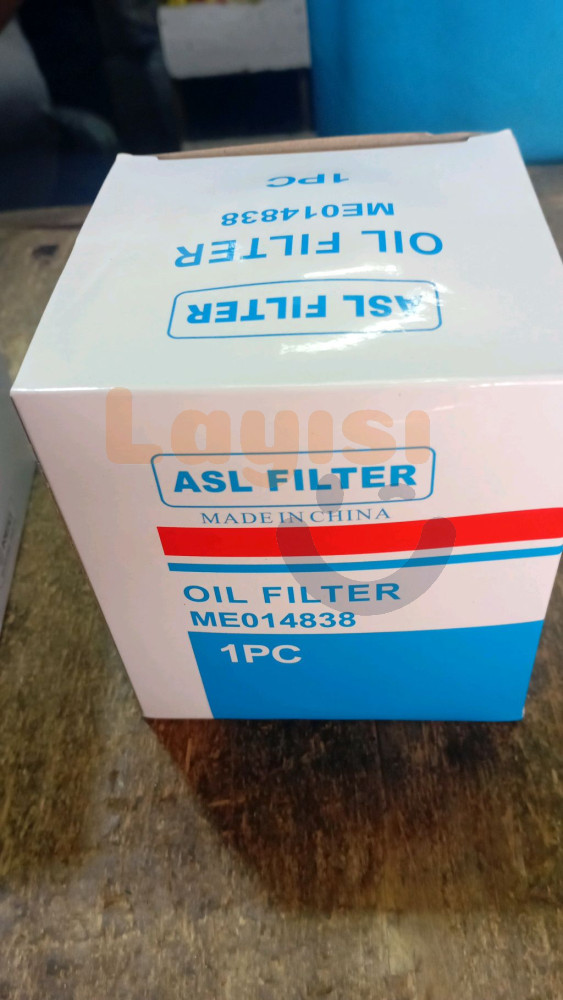 1PC
ME014838
OIL FILTER
ASL FILTER
Layisi
ASL FILTER
MADE IN CHINA
OIL FILTER
ME014838
1PC